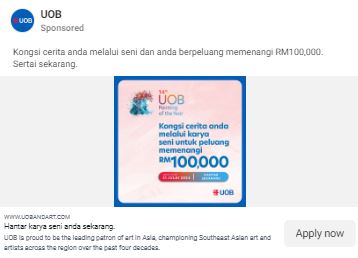 UOB
UOB
Sponsored
Kongsi cerita anda melalui seni dan anda berpeluang memenangi RM100,000.
Sertai sekarang.
UOB
Painting
of the Year
Kongsi cerita anda
melalui karya
seni untuk peluang
memenangi
RM100,000
UOB
WWW.UOBANDART.COM
Hantar karya seni anda sekarang.
UOB is proud to be the leading patron of art in Asia, championing Southeast Asian art and
artists across the region over the past four decades.
Apply now